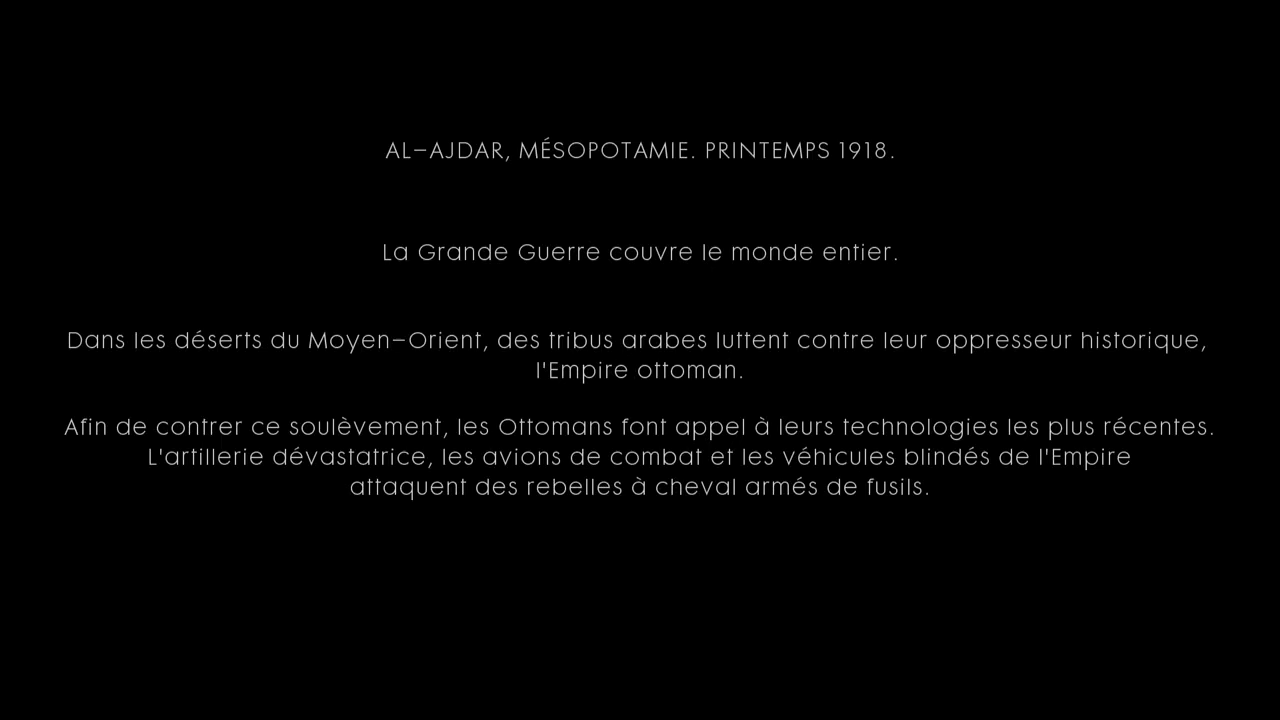 AL-AJDAR, MÉSOPOTAMIE. PRINTEMPS 1918.
La Grande Guerre couvre le monde entier.
Dans les déserts du Moyen-Orient, des tribus arabes luttent contre leur oppresseur historique,
l'Empire ottoman.
Afin de contrer ce soulèvement, les Ottomans font appel à leurs technologies les plus récentes.
L'artillerie dévastatrice, les avions de combat et les véhicules blindés de l'Empire
attaquent des rebelles à cheval armés de fusils.